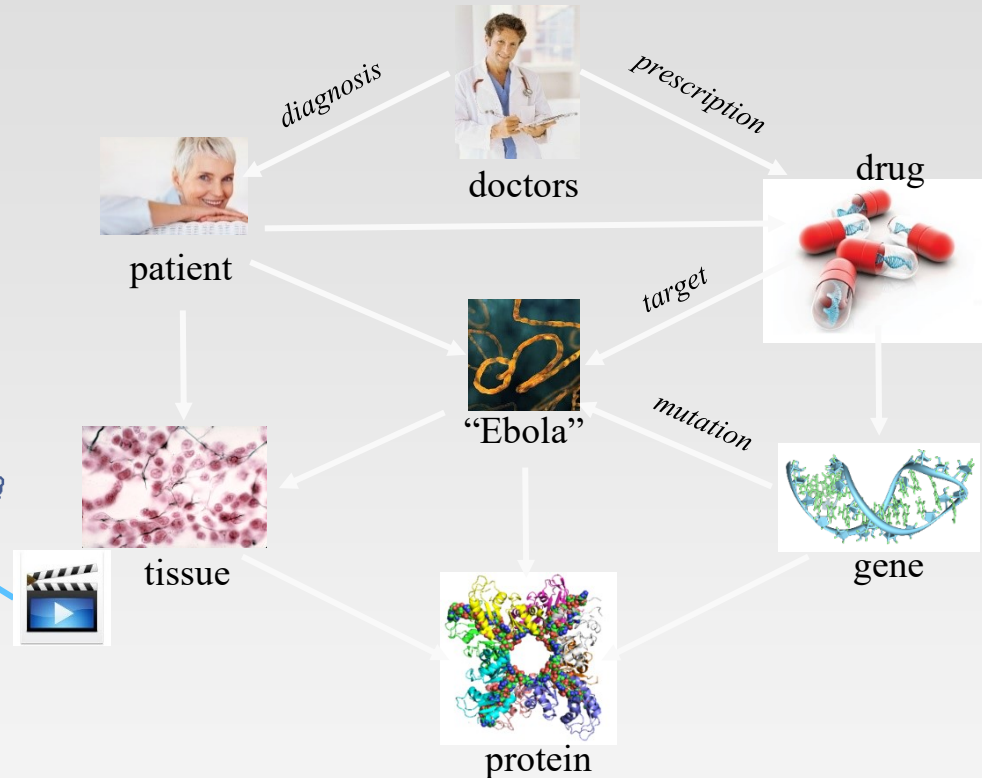 diagnosis
prescription
doctors
drug
patient
target
“Ebola”
mutation
tissue
gene
protein